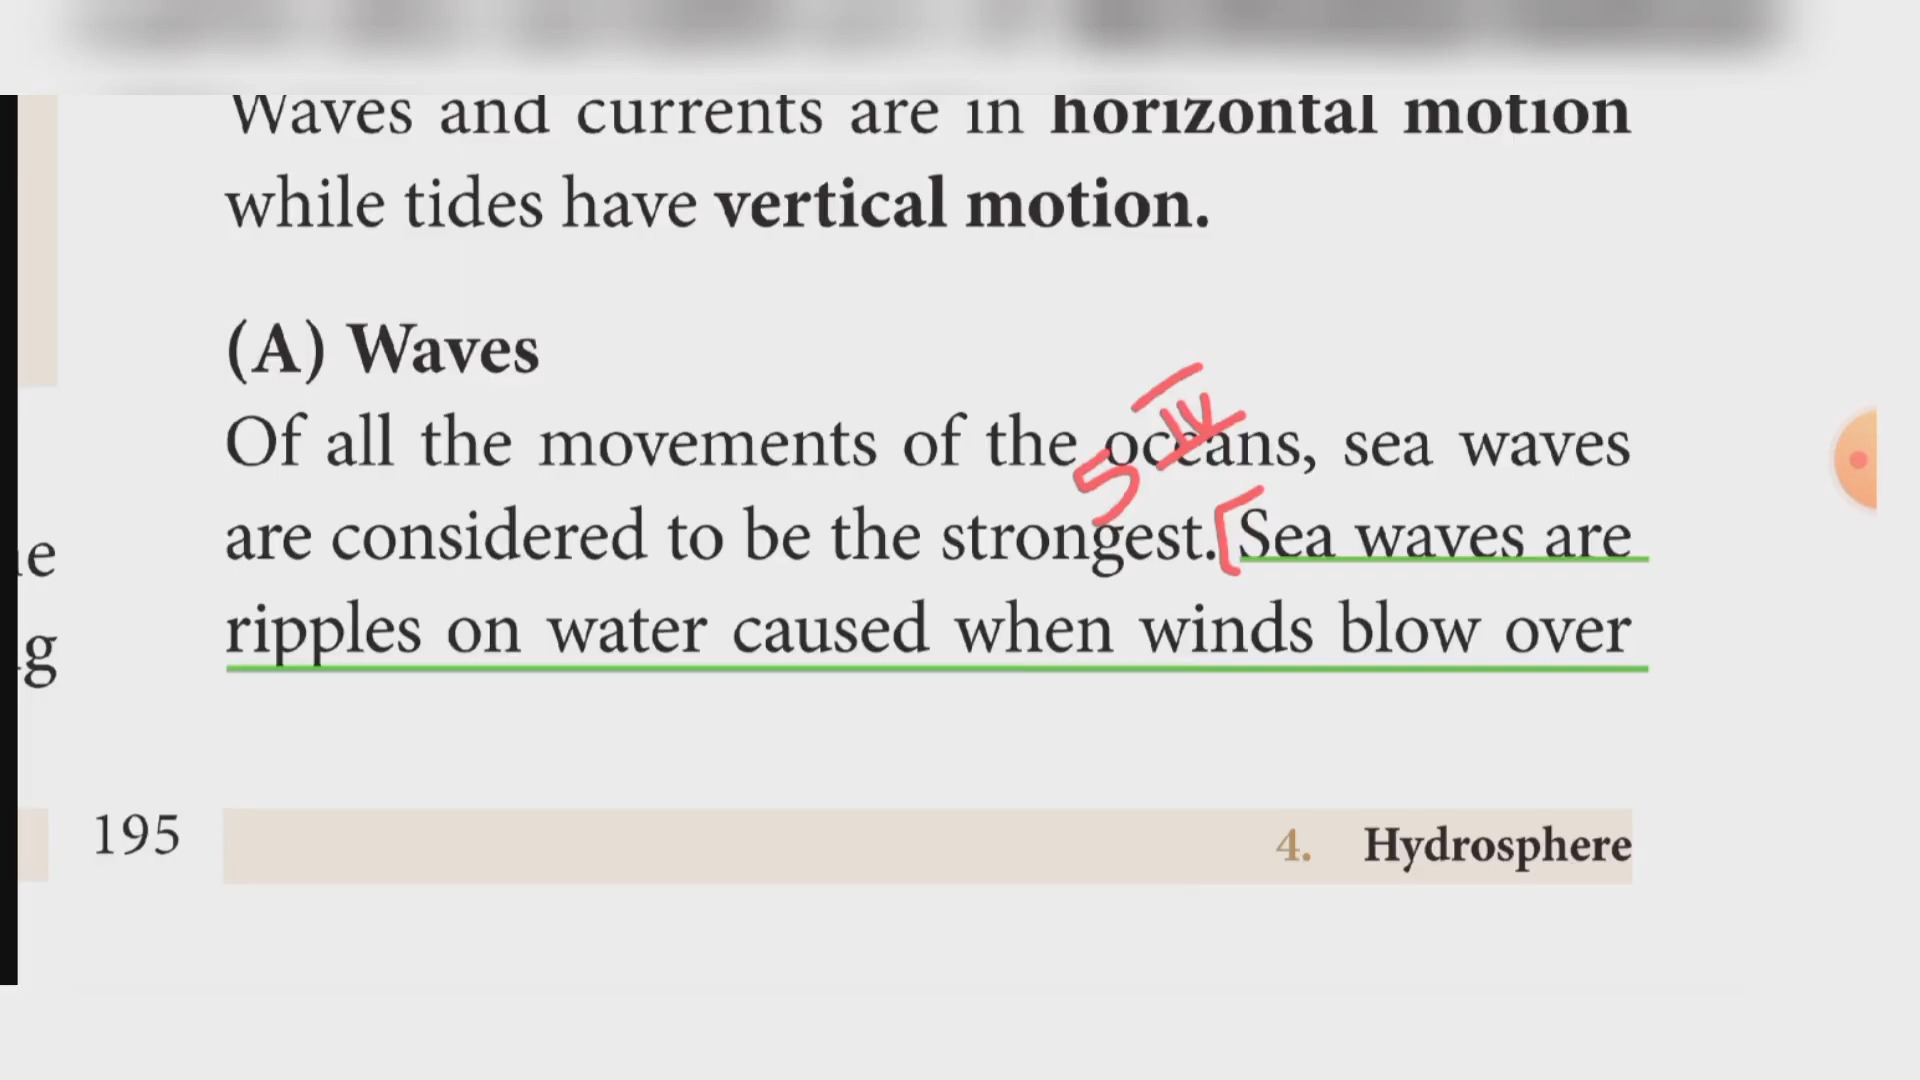 Waves and currents are in horizontal motion
while tides have vertical motion.
(A) Waves
Of all the movements of the oceans, sea waves
5 IV
are considered to be the strongest. [Sea waves are
ripples on water caused when winds blow over
195
4. Hydrosphere